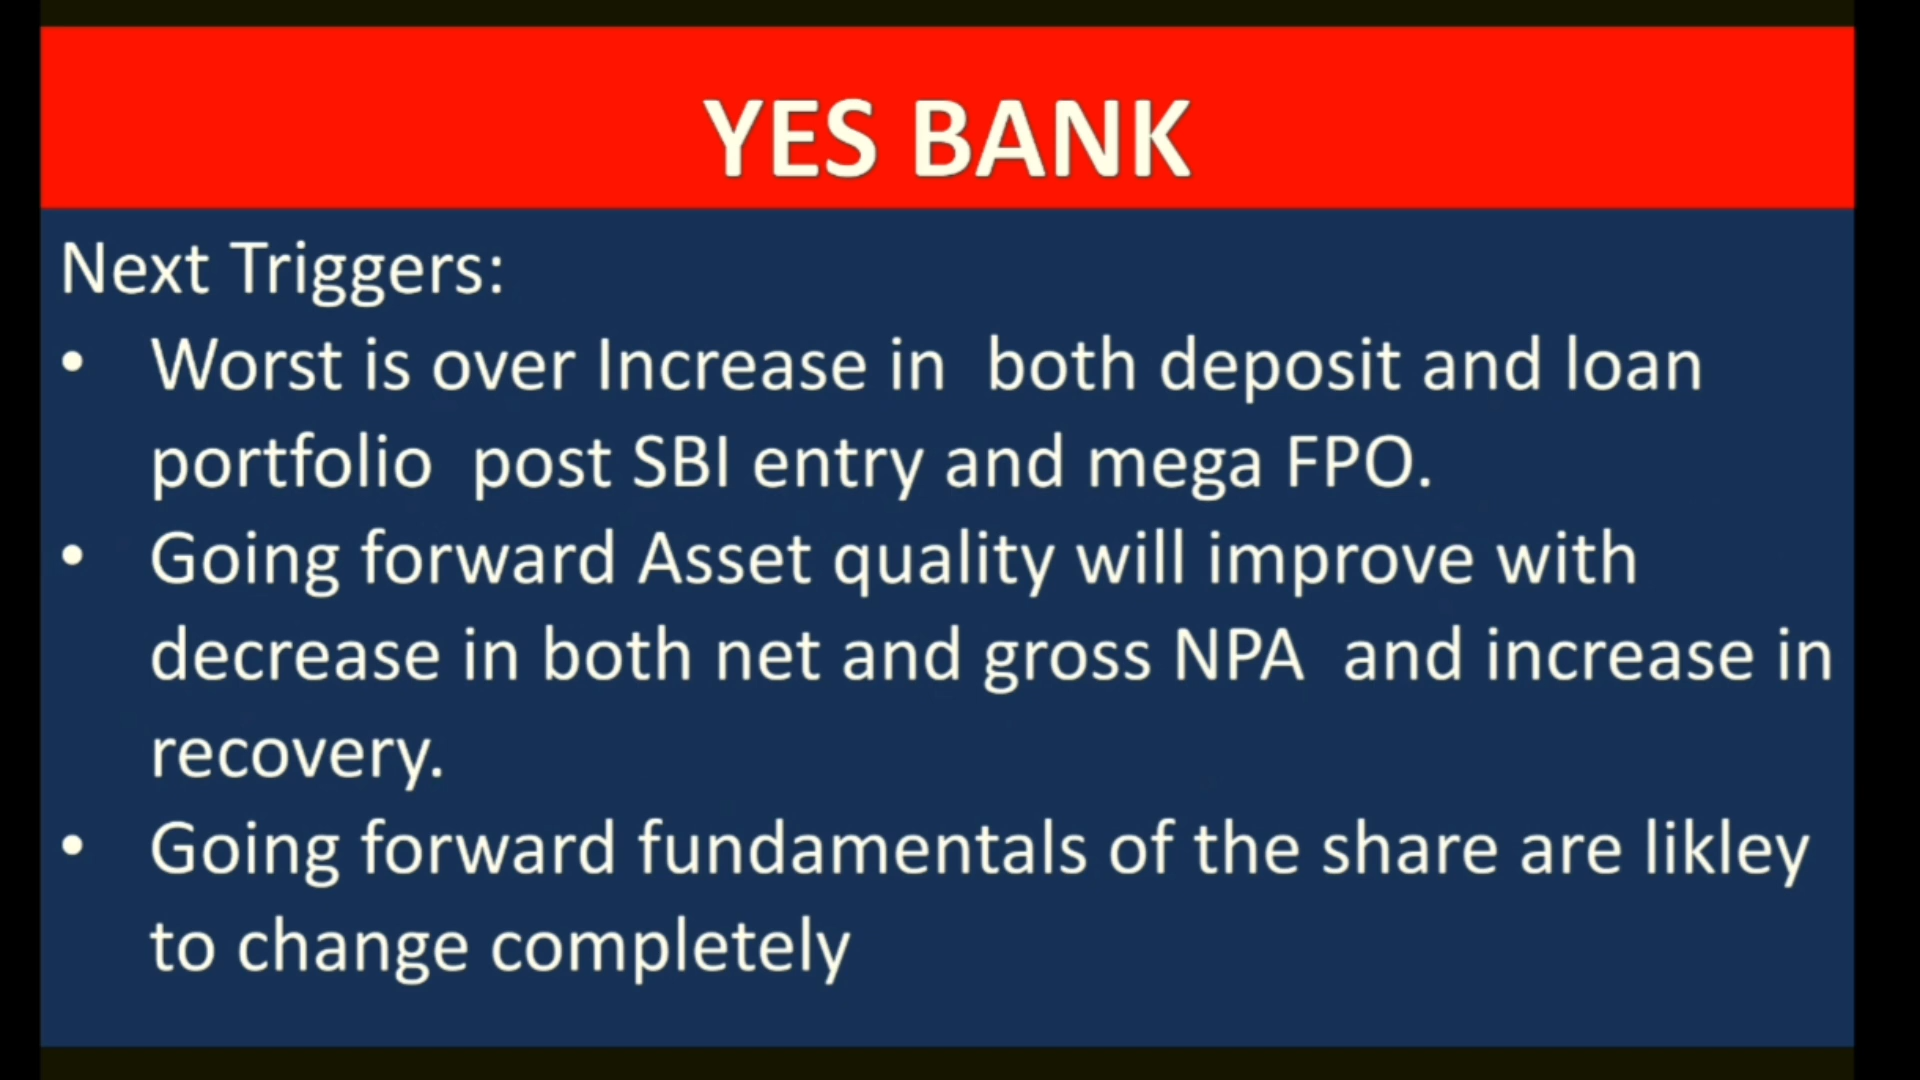 YES BANK
Next Triggers:
• Worst is over Increase in both deposit and loan
portfolio post SBI entry and mega FPO.
• Going forward Asset quality will improve with
decrease in both net and gross NPA and increase in
recovery.
• Going forward fundamentals of the share are likley
to change completely